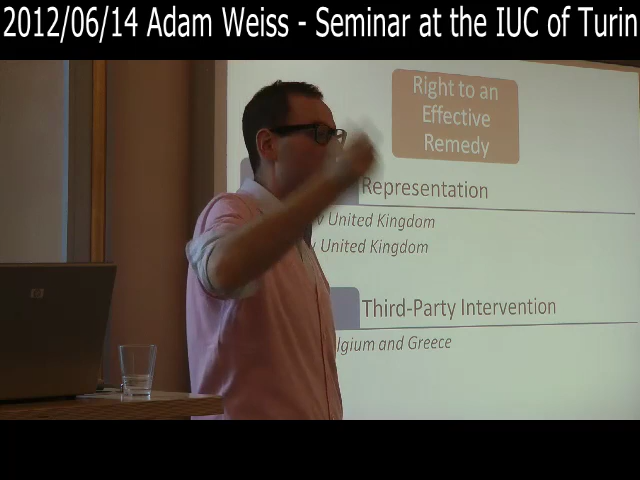 2012/06/14 Adam Weiss - Seminar at the IUC of Turin
Right to an
Effective
Remedy
Representation
v United Kingdom
v United Kingdom
Third-Party Intervention
and Greece
hp